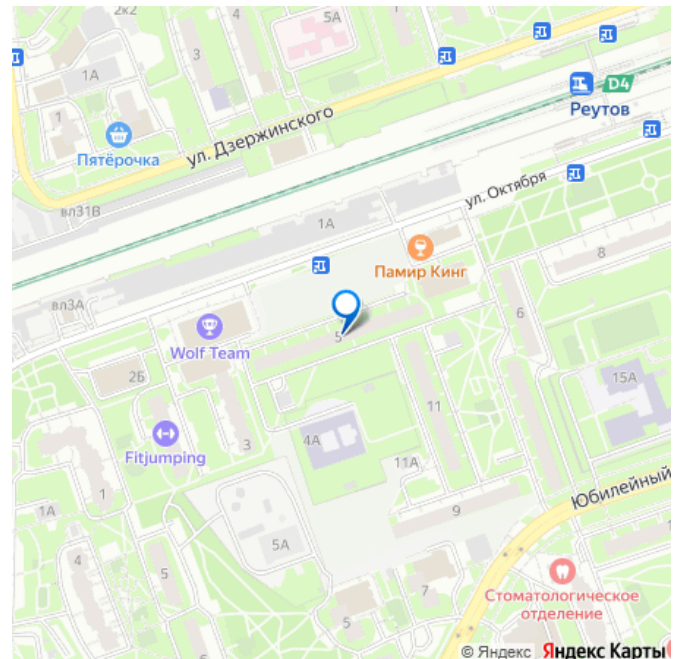 2к2
5А
3
4
1А
D4
1
Реутов
Пятёрочка
ул. Дзержинского
ул. Октября
вл31В
1А
8
Памир Кинг
вл3А
6
Wolf Team
5
2Б
15А
11
3
4А
Fitjumping
11А
1
Юбилейный
1А
9
5А
4
5
7
1
Стоматологическое
отделение
© Яндекс Яндекс Карты